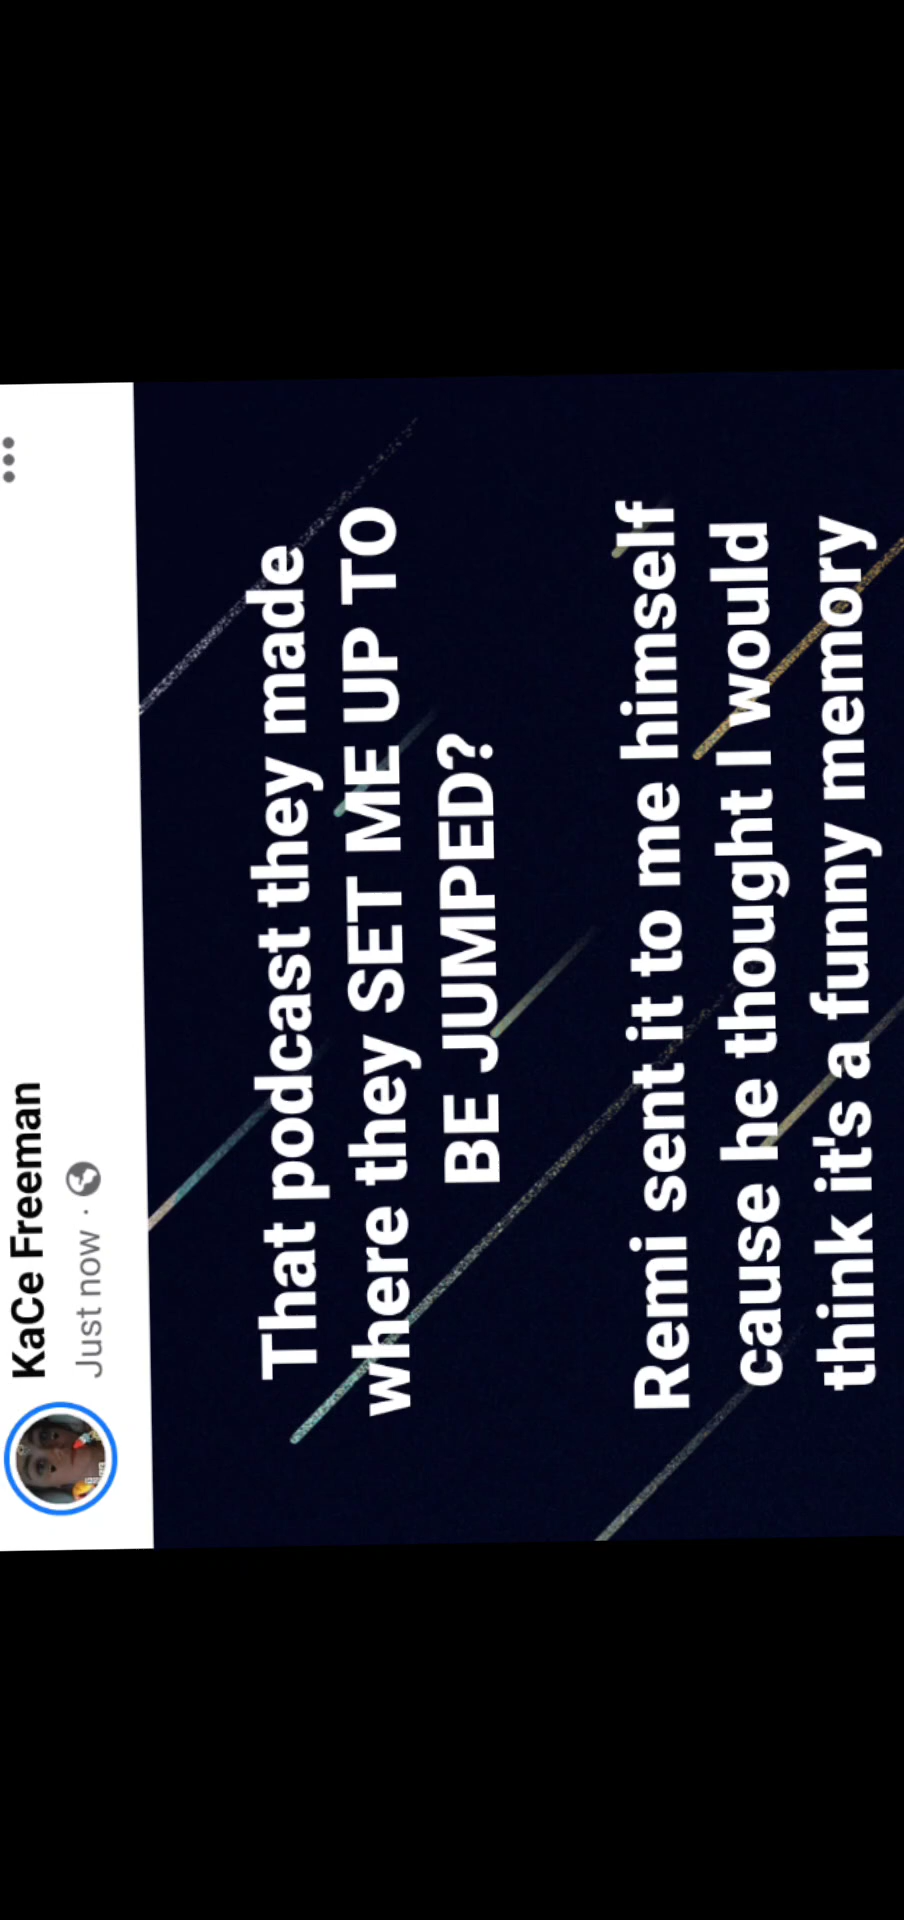 KaCe Freeman
Just now ·
That podcast they made
where they SET ME UP TO
BE JUMPED?
Remi sent it to me himself
cause he thought I would
think it's a funny memory